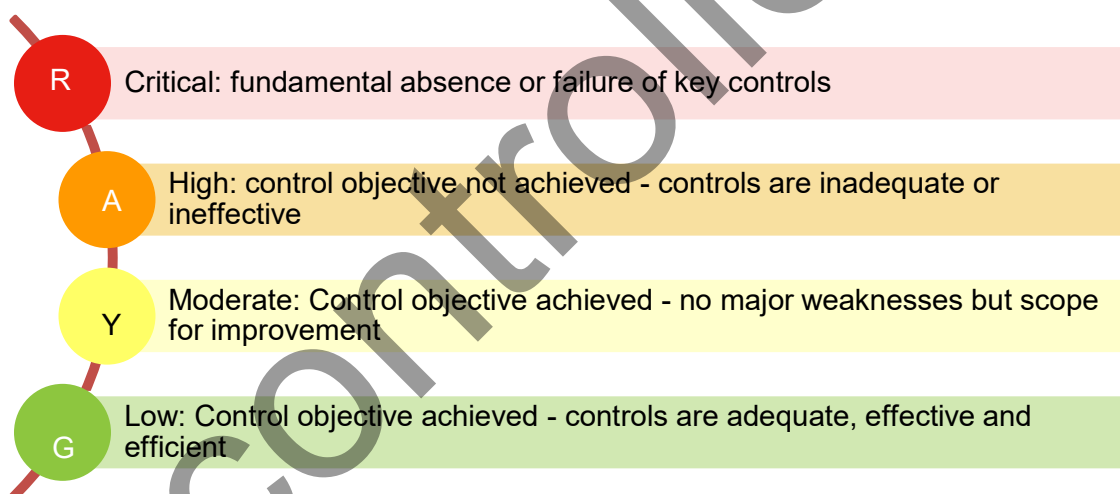 R
Critical: fundamental absence or failure of key controls
A
High: control objective not achieved - controls are inadequate or
ineffective
Y
Moderate: Control objective achieved - no major weaknesses but scope
for improvement
G
Low: Control objective achieved - controls are adequate, effective and
efficient